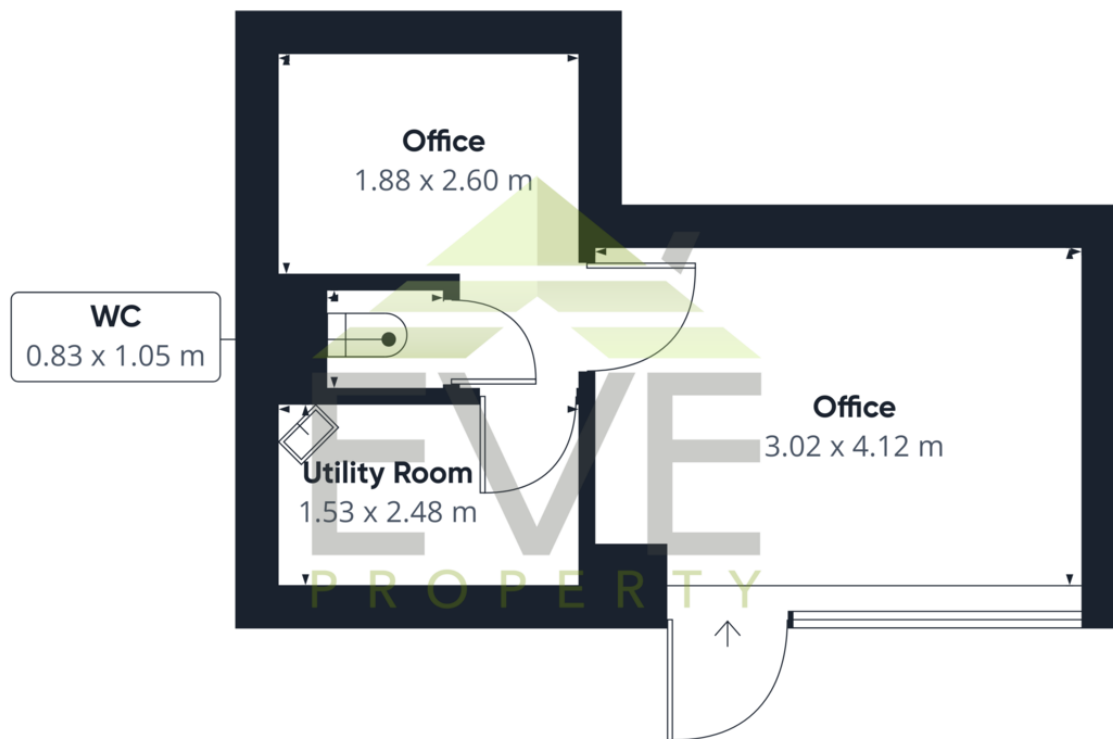 Office
1.88 x 2.60 m
WC
0.83 x 1.05 m
Office
3.02 x 4.12 m
Utility Room
1.53 x 2.48 m
EVÉ
PROPERTY